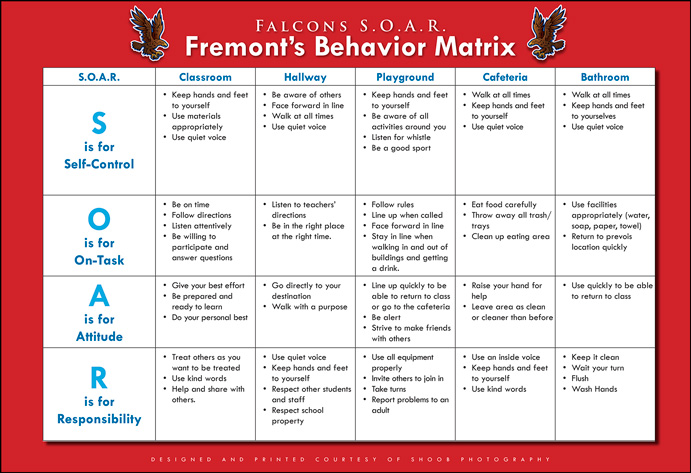 Falcons S.O.A.R.
Fremont's Behavior Matrix
S.O.A.R.
Classroom
Hallway
Playground
Cafeteria
Bathroom
S
is for
Self-Control
• Keep hands and feet
to yourself
• Use materials
appropriately
• Use quiet voice
• Be aware of others
• Face forward in line
• Walk at all times
• Use quiet voice
• Keep hands and feet
to yourself
• Be aware of all
activities around you
• Listen for whistle
• Be a good sport
• Walk at all times
• Keep hands and feet
to yourself
• Use quiet voice
• Walk at all times
• Keep hands and feet
to yourselves
• Use quiet voice
O
is for
On-Task
• Be on time
• Follow directions
• Listen attentively
• Be willing to
participate and
answer questions
• Listen to teachers'
directions
• Be in the right place
at the right time.
• Follow rules
• Line up when called
• Face forward in line
• Stay in line when
walking in and out of
buildings and getting
a drink.
• Eat food carefully
• Throw away all trash/
trays
• Clean up eating area
• Use facilities
appropriately (water,
soap, paper, towel)
• Return to prevois
location quickly
A
is for
Attitude
• Give your best effort
• Be prepared and
ready to learn
• Do your personal best
• Go directly to your
destination
• Walk with a purpose
• Line up quickly to be
able to return to class
or go to the cafeteria
• Be alert
• Strive to make friends
with others
• Raise your hand for
help
• Leave area as clean
or cleaner than before
• Use quickly to be able
to return to class
R
is for
Responsibility
• Treat others as you
want to be treated
• Use kind words
• Help and share with
others.
• Use quiet voice
• Keep hands and feet
to yourself
• Respect other students
and staff
• Respect school
property
• Use all equipment
properly
• Invite others to join in
• Take turns
• Report problems to an
adult
• Use an inside voice
• Keep hands and feet
to yourself
• Use kind words
• Keep it clean
• Wait your turn
• Flush
• Wash Hands
DESIGNED AND PRINTED COURTESY OF SHOOB PHOTOGRAPHY